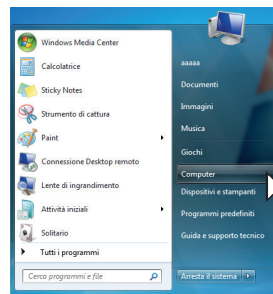 Windows Media Center
Calcolatrice
Sticky Notes
Strumento di cattura
Paint
Connessione Desktop remoto
Lente di ingrandimento
Attività iniziali
Solitario
Tutti i programmi
Cerca programmi e file
aaaaa
Documenti
Immagini
Musica
Giochi
Computer
Dispositivi e stampanti
Programmi predefiniti
Guida e supporto tecnico
Arresta il sistema